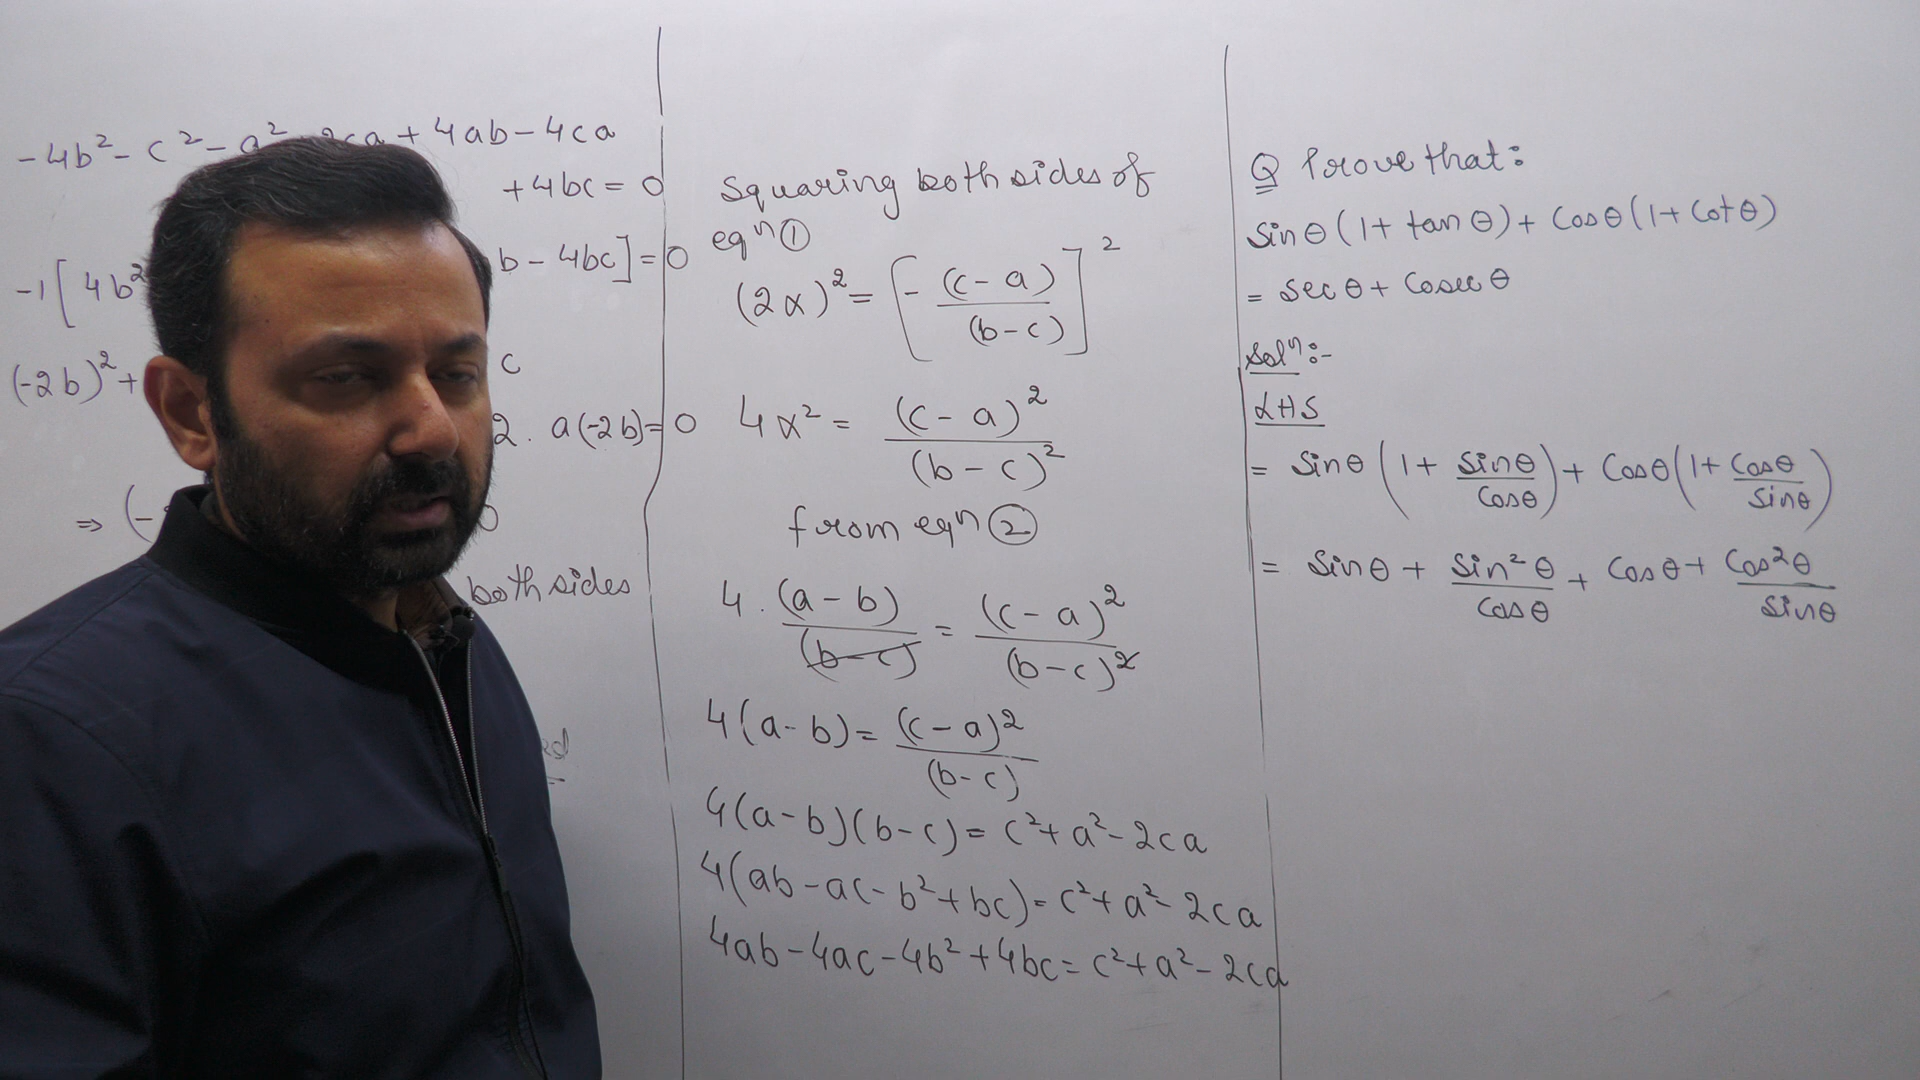 -4b² - c² - a² 2ca + 4ab - 4ca
+ 4bc = 0
-1[4b² b - 4bc] = 0
(-2b)² + c
2. a(-2b) = 0
⇒ (-
both sides
Squaring both sides of
eqⁿ ①
(2α)² = [- (c-a)/(b-c)]²
4α² = (c-a)²/(b-c)²
from eqⁿ ②
4 . (a-b)/(b-c) = (c-a)²/(b-c)²
4(a-b) = (c-a)²/(b-c)
4(a-b)(b-c) = c² + a² - 2ca
4(ab - ac - b² + bc) = c² + a² - 2ca
4ab - 4ac - 4b² + 4bc = c² + a² - 2ca
Q Prove that:
Sinθ(1 + tanθ) + Cosθ(1 + Cotθ)
= Secθ + Cosecθ
Solⁿ:-
LHS
= Sinθ(1 + Sinθ/Cosθ) + Cosθ(1 + Cosθ/Sinθ)
= Sinθ + Sin²θ/Cosθ + Cosθ + Cos²θ/Sinθ